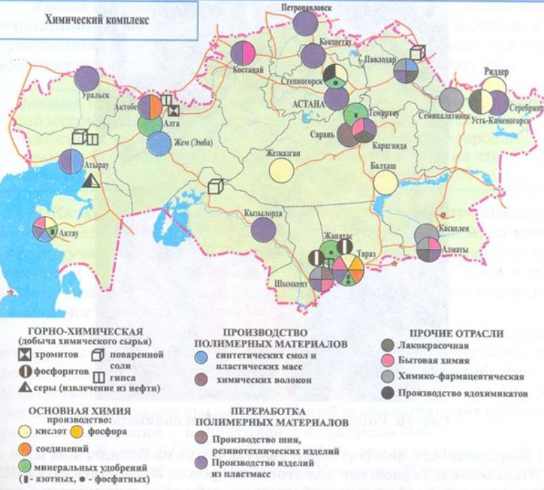 Химический комплекс
Петропавловск
Кокшетау
Костанай
Павлодар
Степногорск
Риддер
Уральск
Актобе
АСТАНА
Темиртау
Семипалатинск
Серебрянск
Усть-Каменогорск
Алга
Сарань
Караганда
Жем (Эмба)
Атырау
Жезказган
Балхаш
Кызылорда
Актау
Жанатас
Каскелен
Тараз
Алматы
Шымкент
ГОРНО-ХИМИЧЕСКАЯ
(добыча химического сырья)
хромитов
поваренной
соли
фосфоритов
гипса
серы (извлечение из нефти)
ОСНОВНАЯ ХИМИЯ
производство:
кислот
фосфора
соединений
минеральных удобрений
(- азотных, - фосфатных)
ПРОИЗВОДСТВО
ПОЛИМЕРНЫХ МАТЕРИАЛОВ
синтетических смол и
пластических масс
химических волокон
ПЕРЕРАБОТКА
ПОЛИМЕРНЫХ МАТЕРИАЛОВ
Производство шин,
резинотехнических изделий
Производство изделий
из пластмасс
ПРОЧИЕ ОТРАСЛИ
Лакокрасочная
Бытовая химия
Химико-фармацевтическая
Производство ядохимикатов